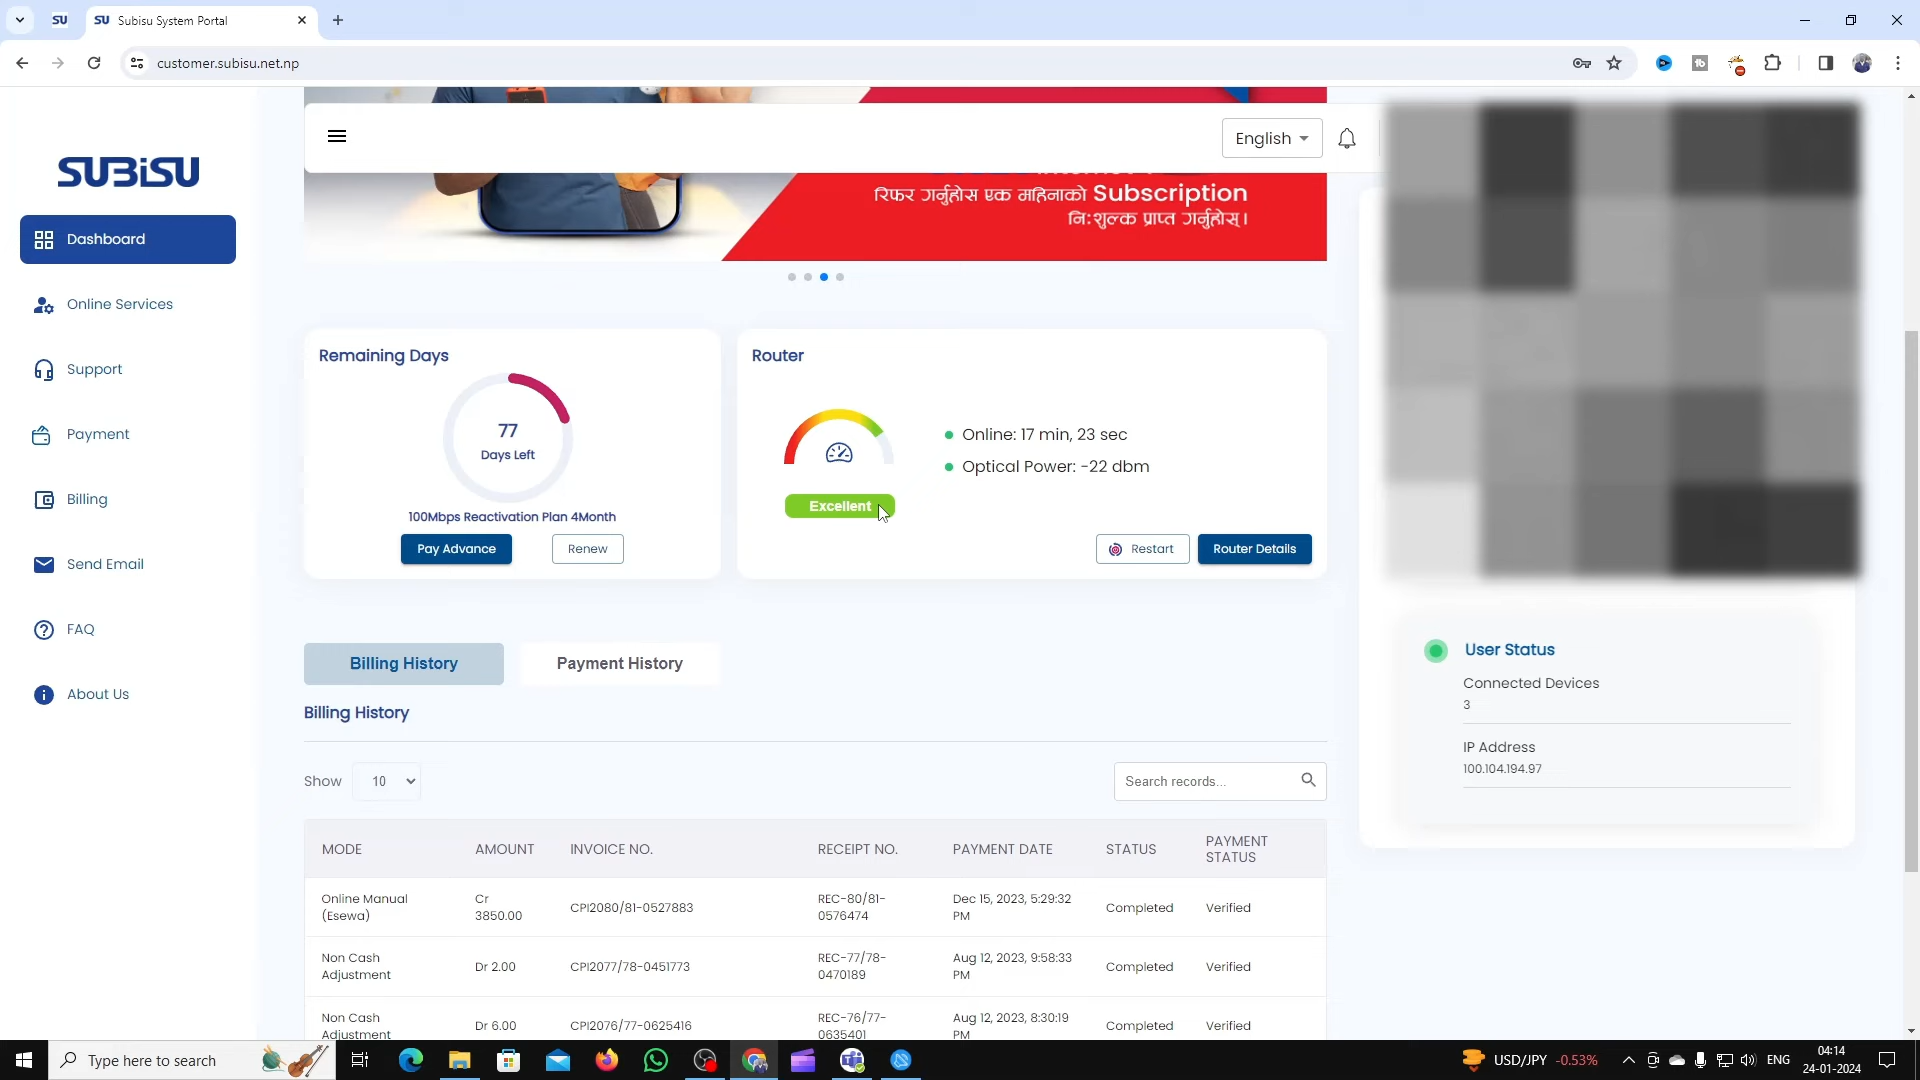 SU
SU Subisu System Portal
customer.subisu.net.np
SUBiSU
English
Dashboard
Online Services
Support
Payment
Billing
Send Email
FAQ
About Us
रिफर गर्नुहोस एक महिनाको Subscription
निःशुल्क प्राप्त गर्नुहोस्।
Remaining Days
77
Days Left
100Mbps Reactivation Plan 4Month
Pay Advance
Renew
Router
Online: 17 min, 23 sec
Optical Power: -22 dbm
Excellent
Restart
Router Details
User Status
Connected Devices
3
IP Address
100.104.194.97
Billing History
Payment History
Billing History
Show 10
Search records...
MODE AMOUNT INVOICE NO. RECEIPT NO. PAYMENT DATE STATUS PAYMENT STATUS
Online Manual (Esewa) Cr 3850.00 CPI2080/81-0527883 REC-80/81-0576474 Dec 15, 2023, 5:29:32 PM Completed Verified
Non Cash Adjustment Dr 2.00 CPI2077/78-0451773 REC-77/78-0470189 Aug 12, 2023, 9:58:33 PM Completed Verified
Non Cash Adjustment Dr 6.00 CPI2076/77-0625416 REC-76/77-0635401 Aug 12, 2023, 8:30:19 PM Completed Verified
Type here to search
USD/JPY -0.53%
ENG
04:14
24-01-2024